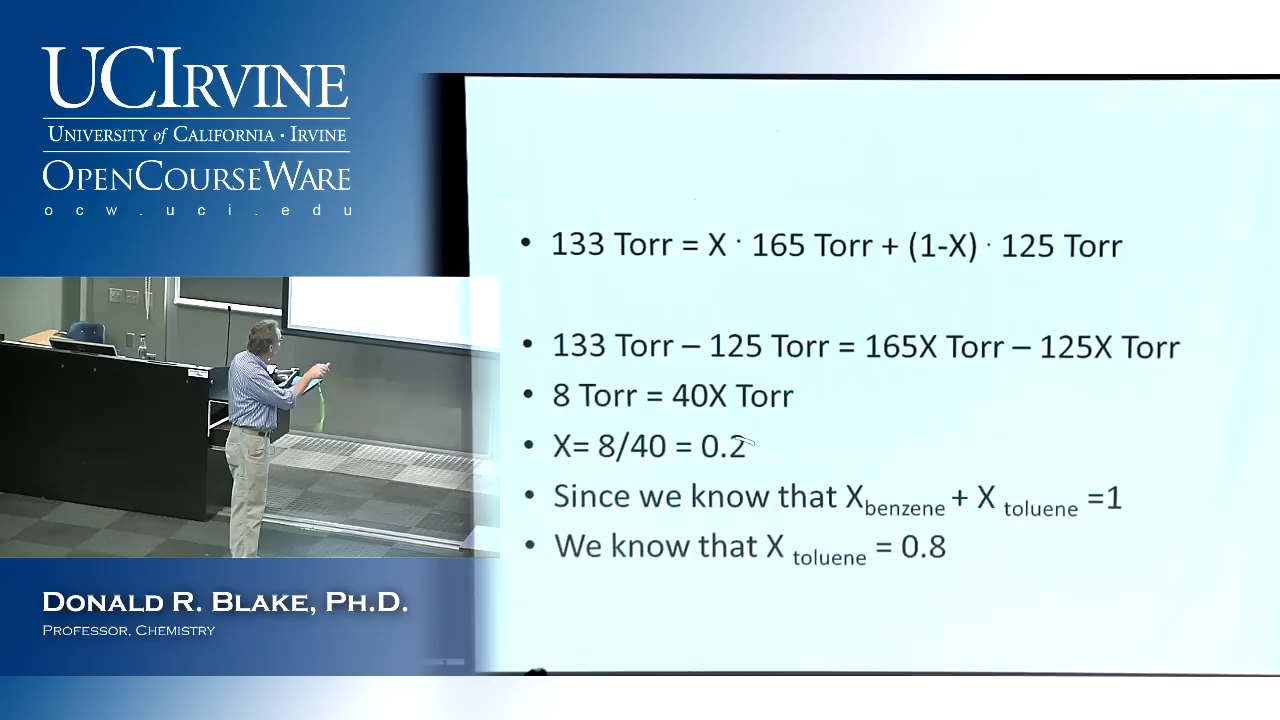 UCIRVINE
UNIVERSITY of CALIFORNIA · IRVINE
OPENCOURSEWARE
ocw.uci.edu
• 133 Torr = X · 165 Torr + (1-X) · 125 Torr
• 133 Torr – 125 Torr = 165X Torr – 125X Torr
• 8 Torr = 40X Torr
• X= 8/40 = 0.2
• Since we know that Xbenzene + X toluene =1
• We know that X toluene = 0.8
DONALD R. BLAKE, PH.D.
PROFESSOR, CHEMISTRY